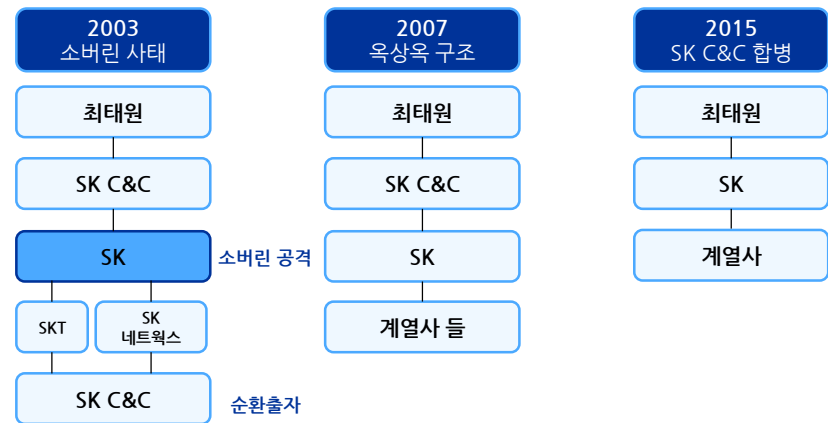 2003
소버린 사태
최태원
SK C&C
SK
소버린 공격
SKT
SK
네트웍스
SK C&C
순환출자
2007
옥상옥 구조
최태원
SK C&C
SK
계열사 들
2015
SK C&C 합병
최태원
SK
계열사